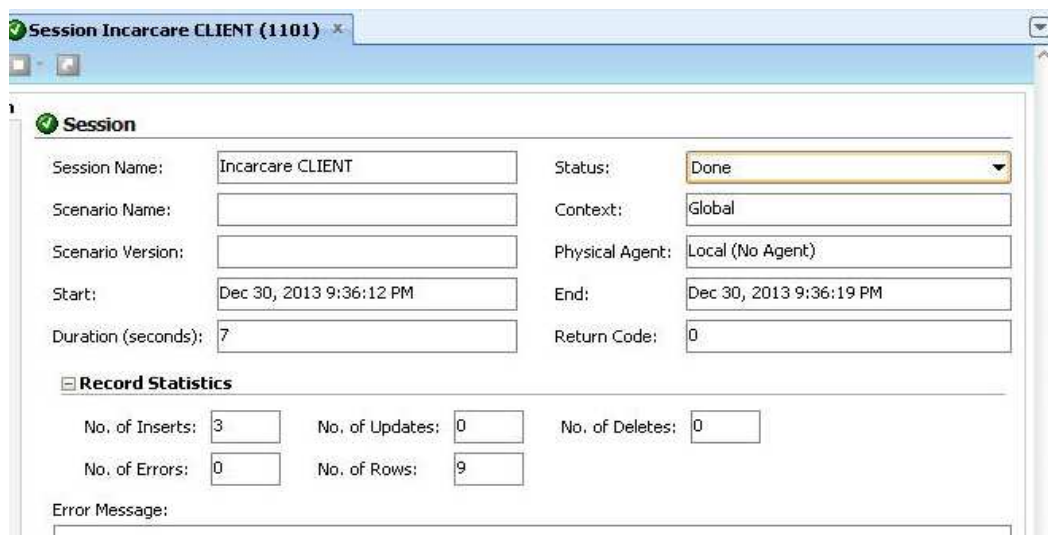 Session Incarcare CLIENT (1101)
Session
Session Name: Incarcare CLIENT Status: Done
Scenario Name: Context: Global
Scenario Version: Physical Agent: Local (No Agent)
Start: Dec 30, 2013 9:36:12 PM End: Dec 30, 2013 9:36:19 PM
Duration (seconds): 7 Return Code: 0
Record Statistics
No. of Inserts: 3 No. of Updates: 0 No. of Deletes: 0
No. of Errors: 0 No. of Rows: 9
Error Message: